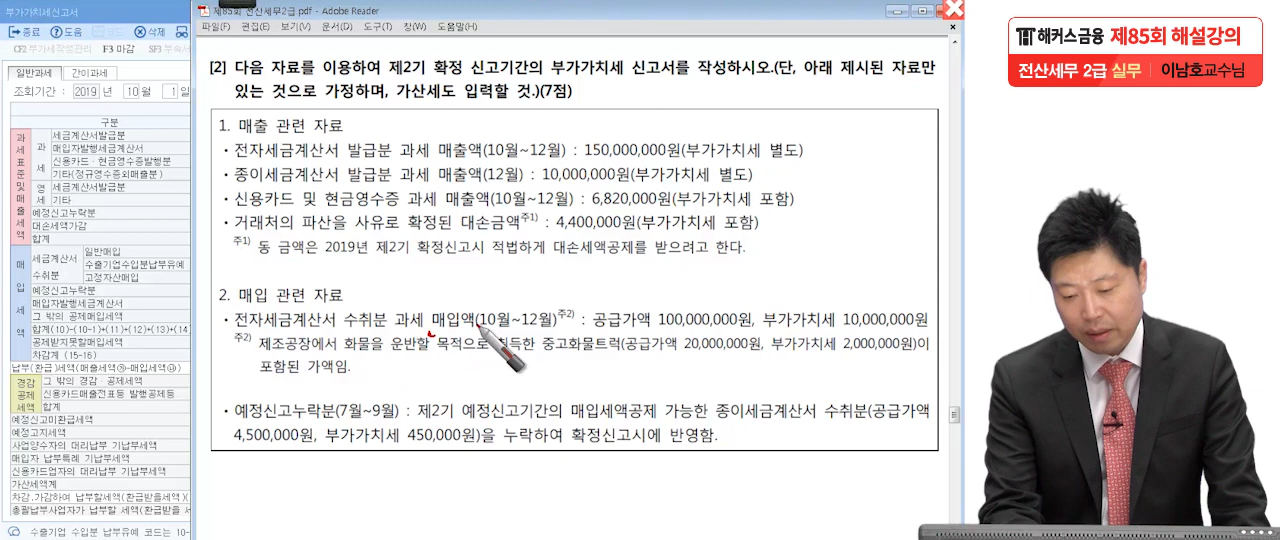 부가가치세신고서
종료 도움 코드 삭제
CF2부가세작성관리 F3 마감 SF3 부속서
일반과세 간이과세
조회기간 : 2019 년 10 월 1 일
구분
과세표준및매출세액
과세
세금계산서발급분
매입자발행세금계산서
신용카드ㆍ현금영수증발행분
기타(정규영수증외매출분)
영세
세금계산서발급분
기타
예정신고누락분
대손세액가감
합계
매입세액
세금계산서
수취분
일반매입
수출기업수입분납부유예
고정자산매입
예정신고누락분
매입자발행세금계산서
그 밖의 공제매입세액
합계(10)-(10-1)+(11)+(12)+(13)+(14
공제받지못할매입세액
차감계 (15-16)
납부(환급)세액(매출세액㉮-매입세액㉯)
경감공제세액
그 밖의 경감ㆍ공제세액
신용카드매출전표등 발행공제등
합계
예정신고미환급세액
예정고지세액
사업양수자의 대리납부 기납부세액
매입자 납부특례 기납부세액
신용카드업자의 대리납부 기납부세액
가산세액계
차감.가감하여 납부할세액(환급받을세액)(
총괄납부사업자가 납부할 세액(환급받을 세
수출기업 수입분 납부유예 코드는 10-
제85회 전산세무2급.pdf - Adobe Reader
파일(F) 편집(E) 보기(V) 문서(D) 도구(T) 창(W) 도움말(H)
[2] 다음 자료를 이용하여 제2기 확정 신고기간의 부가가치세 신고서를 작성하시오.(단, 아래 제시된 자료만
있는 것으로 가정하며, 가산세도 입력할 것.)(7점)
1. 매출 관련 자료
ㆍ전자세금계산서 발급분 과세 매출액(10월~12월) : 150,000,000원(부가가치세 별도)
ㆍ종이세금계산서 발급분 과세 매출액(12월) : 10,000,000원(부가가치세 별도)
ㆍ신용카드 및 현금영수증 과세 매출액(10월~12월) : 6,820,000원(부가가치세 포함)
ㆍ거래처의 파산을 사유로 확정된 대손금액주1) : 4,400,000원(부가가치세 포함)
주1) 동 금액은 2019년 제2기 확정신고시 적법하게 대손세액공제를 받으려고 한다.
2. 매입 관련 자료
ㆍ전자세금계산서 수취분 과세 매입액(10월~12월)주2) : 공급가액 100,000,000원, 부가가치세 10,000,000원
주2) 제조공장에서 화물을 운반할 목적으로 취득한 중고화물트럭(공급가액 20,000,000원, 부가가치세 2,000,000원)이
포함된 가액임.
ㆍ예정신고누락분(7월~9월) : 제2기 예정신고기간의 매입세액공제 가능한 종이세금계산서 수취분(공급가액
4,500,000원, 부가가치세 450,000원)을 누락하여 확정신고시에 반영함.
해커스금융 제85회 해설강의
전산세무 2급 실무 | 이남호교수님